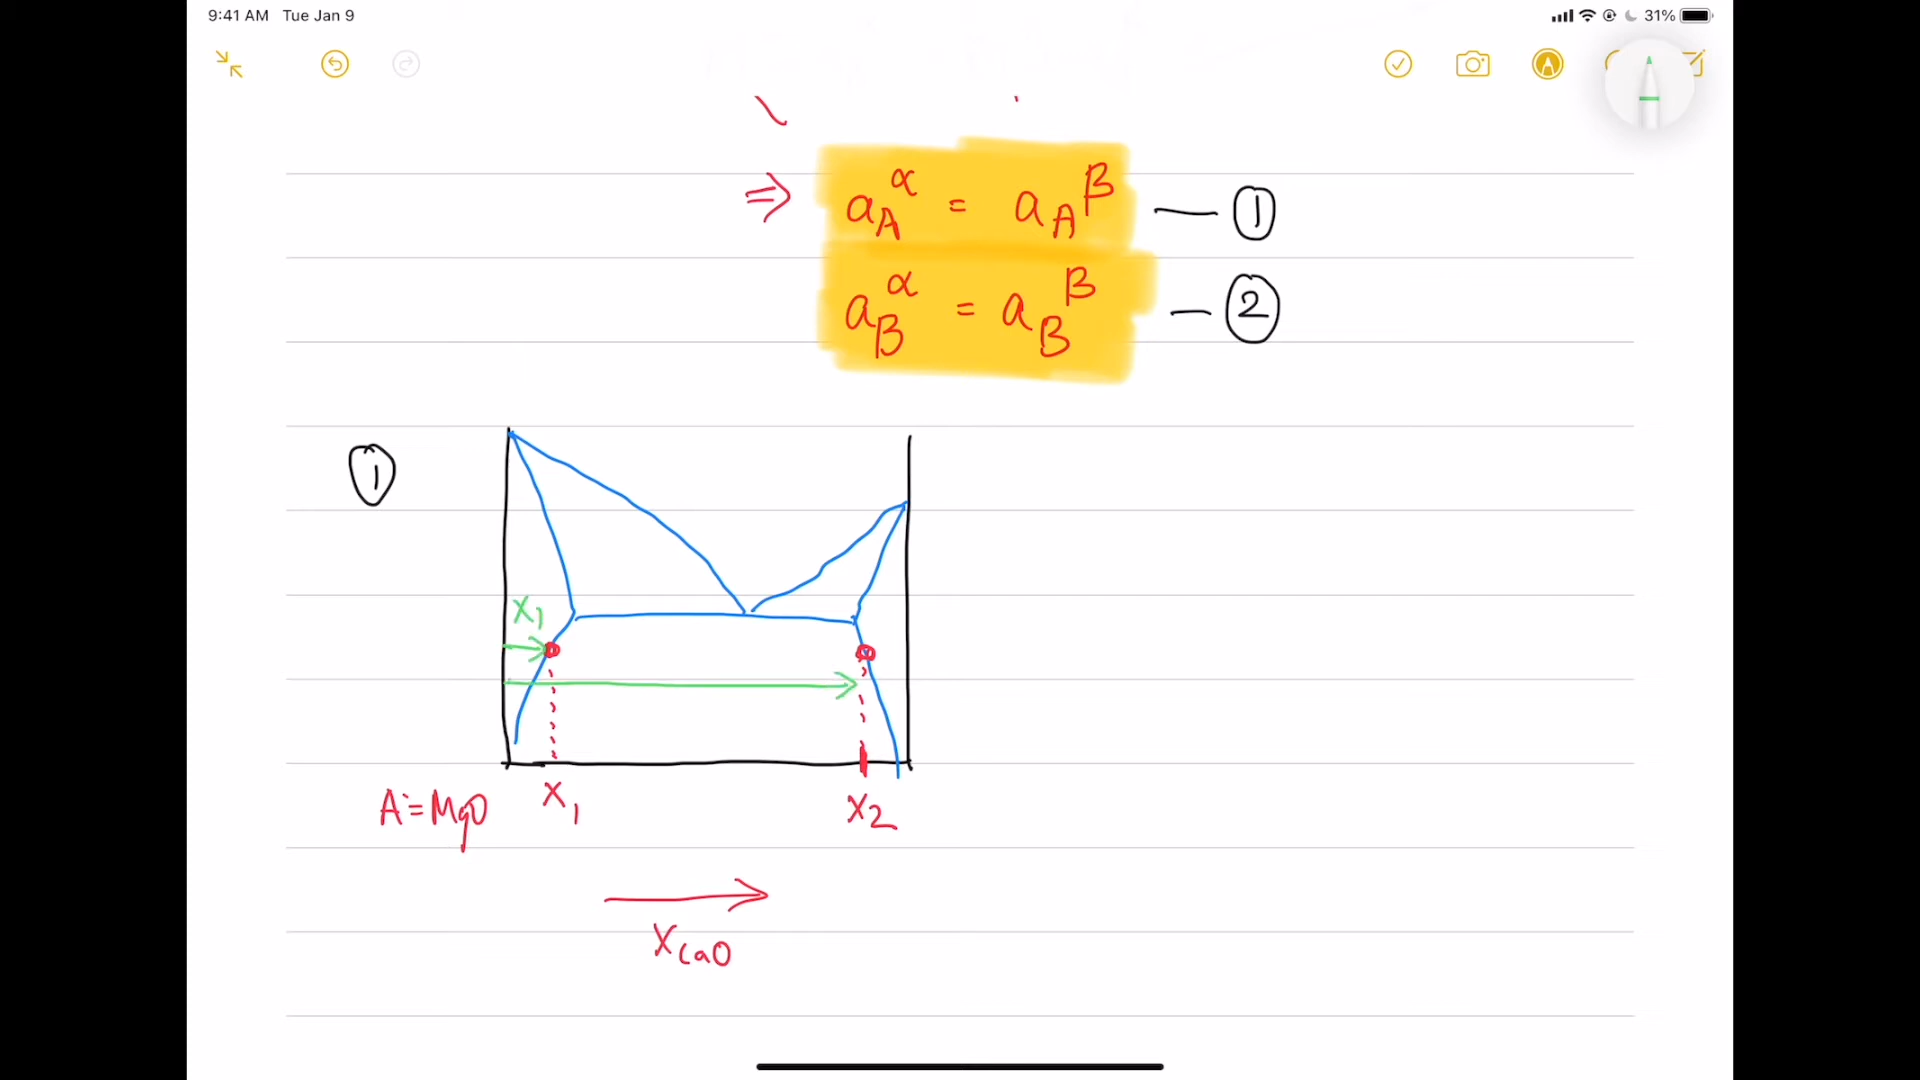 9:41 AM Tue Jan 9
31%
⇒ a_A^α = a_A^β — ①
a_B^α = a_B^β — ②
①
X₁
A = MgO X₁ X₂
X_CaO